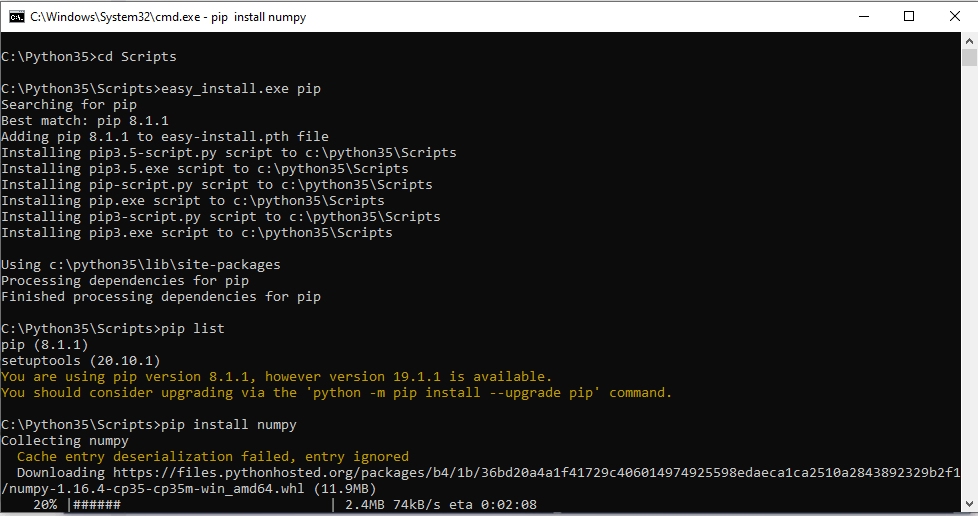 C:\Windows\System32\cmd.exe - pip  install numpy
C:\Python35>cd Scripts
C:\Python35\Scripts>easy_install.exe pip
Searching for pip
Best match: pip 8.1.1
Adding pip 8.1.1 to easy-install.pth file
Installing pip3.5-script.py script to c:\python35\Scripts
Installing pip3.5.exe script to c:\python35\Scripts
Installing pip-script.py script to c:\python35\Scripts
Installing pip.exe script to c:\python35\Scripts
Installing pip3-script.py script to c:\python35\Scripts
Installing pip3.exe script to c:\python35\Scripts
Using c:\python35\lib\site-packages
Processing dependencies for pip
Finished processing dependencies for pip
C:\Python35\Scripts>pip list
pip (8.1.1)
setuptools (20.10.1)
You are using pip version 8.1.1, however version 19.1.1 is available.
You should consider upgrading via the 'python -m pip install --upgrade pip' command.
C:\Python35\Scripts>pip install numpy
Collecting numpy
  Cache entry deserialization failed, entry ignored
  Downloading https://files.pythonhosted.org/packages/b4/1b/36bd20a4a1f41729c406014974925598edaeca1ca2510a2843892329b2f1
/numpy-1.16.4-cp35-cp35m-win_amd64.whl (11.9MB)
    20% |######                          | 2.4MB 74kB/s eta 0:02:08